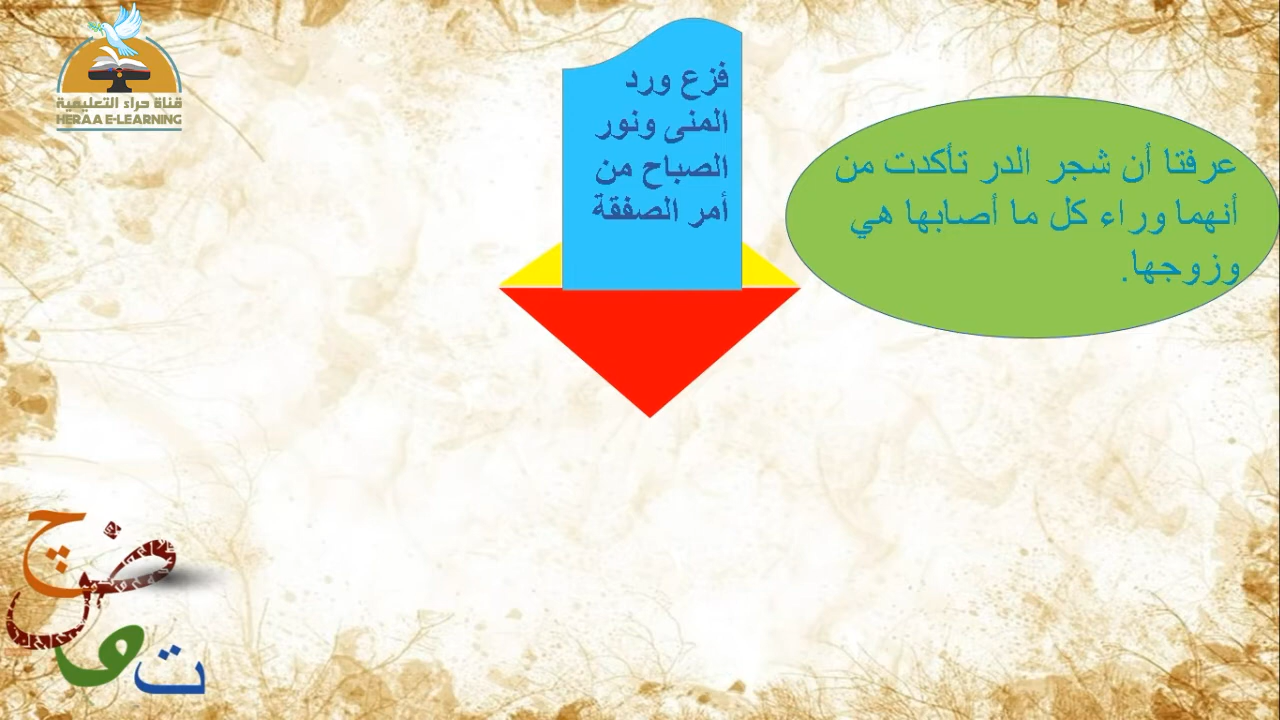 قناة حراء التعليمية
HERAA E-LEARNING
فزع ورد
المنى ونور
الصباح من
أمر الصفقة
عرفتا أن شجر الدر تأكدت من
أنهما وراء كل ما أصابها هي
وزوجها.
ج
ض
و
ت